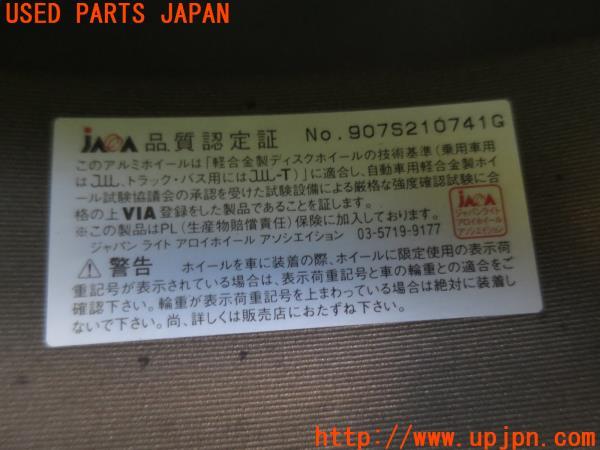 USED PARTS JAPAN
JAWA 品質認定証 No.907S210741G
このアルミホイールは「軽合金製ディスクホイールの技術基準(乗用車用
はJWL、トラック・バス用にはJWL-T)」に適合し、自動車用軽合金製ホイ
ール試験協議会の承認を受けた試験設備による厳格な強度確認試験に合
格の上VIA登録をした製品であることを証します。
※この製品はPL(生産物賠償責任)保険に加入しております。
ジャパン ライト アロイホイール アソシエイション 03-5719-9177
JAWA
ジャパンライト
アロイホイール
アソシエイション
警告 ホイールを車に装着の際、ホイールに限定使用の表示荷
重記号が表示されている場合は、表示荷重記号と車の輪重との適合をご
確認下さい。輪重が表示荷重記号を上まわっている場合は絶対に装着し
ないで下さい。尚、詳しくは販売店におたずね下さい。
(1700)
www.upjpn.com